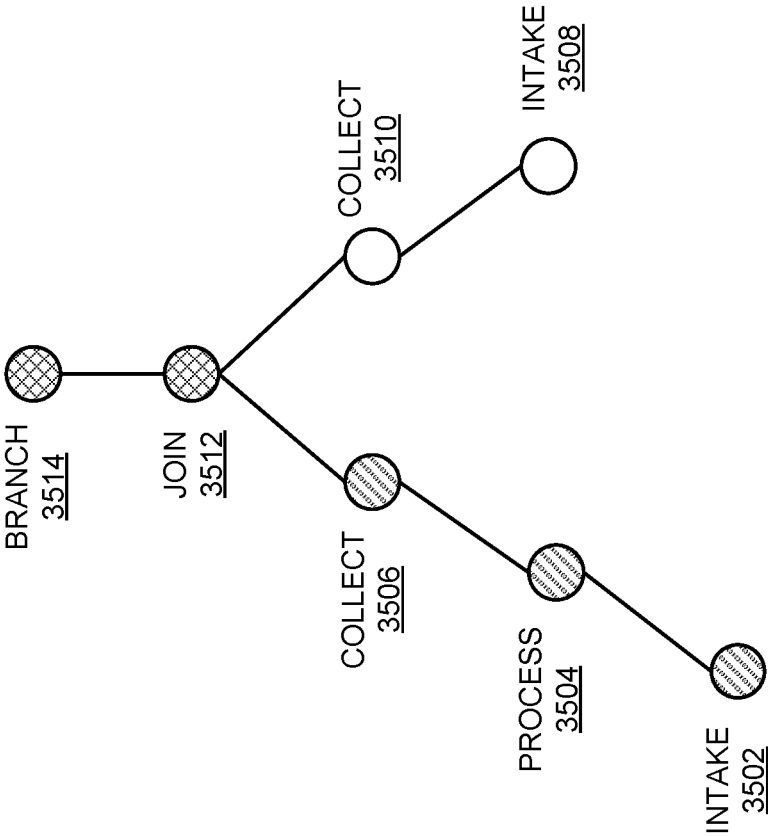 BRANCH
3514
JOIN
3512
COLLECT
3506
COLLECT
3510
PROCESS
3504
INTAKE
3508
INTAKE
3502